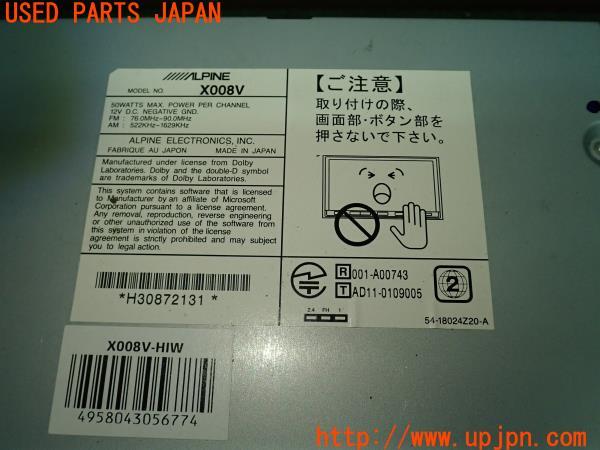 USED PARTS JAPAN
ALPINE
MODEL NO. X008V
50WATTS MAX. POWER PER CHANNEL
12V D.C. NEGATIVE GND.
FM : 76.0MHz-90.0MHz
AM : 522KHz-1629KHz
ALPINE ELECTRONICS, INC.
FABRIQUE AU JAPON MADE IN JAPAN
Manufactured under license from Dolby
Laboratories. Dolby and the double-D symbol
are trademarks of Dolby Laboratories.
This system contains software that is licensed
to Manufacturer by an affiliate of Microsoft
Corporation pursuant to a license agreement.
Any removal, reproduction, reverse engineering
or other unauthorized use of the software from
this system in violation of the license
agreement is strictly prohibited and may subject
you to legal action.
*H30872131*
【ご注意】
取り付けの際、
画面部・ボタン部を
押さないで下さい。
R 001-A00743
T AD11-0109005
2
2.4 FH 1
54-18024Z20-A
X008V-HIW
4958043056774
http://www.upjpn.com/